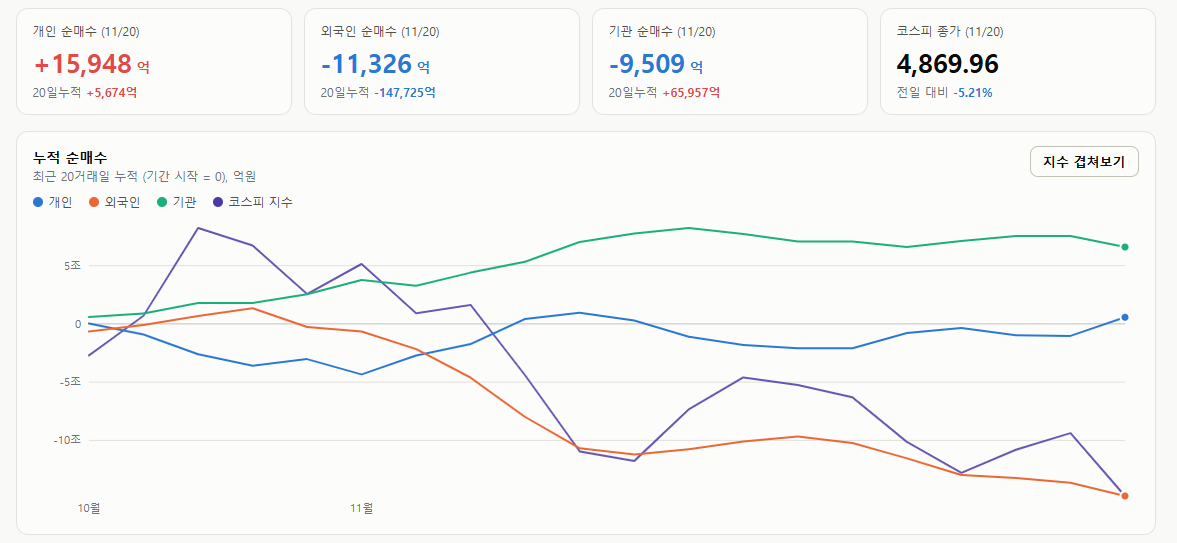 개인 순매수 (11/20)
+15,948 억
20일누적 +5,674억
외국인 순매수 (11/20)
-11,326 억
20일누적 -147,725억
기관 순매수 (11/20)
-9,509 억
20일누적 +65,957억
코스피 종가 (11/20)
4,869.96
전일 대비 -5.21%
누적 순매수
최근 20거래일 누적 (기간 시작 = 0), 억원
지수 겹쳐보기
개인 외국인 기관 코스피 지수
5조
0
-5조
-10조
10월 11월